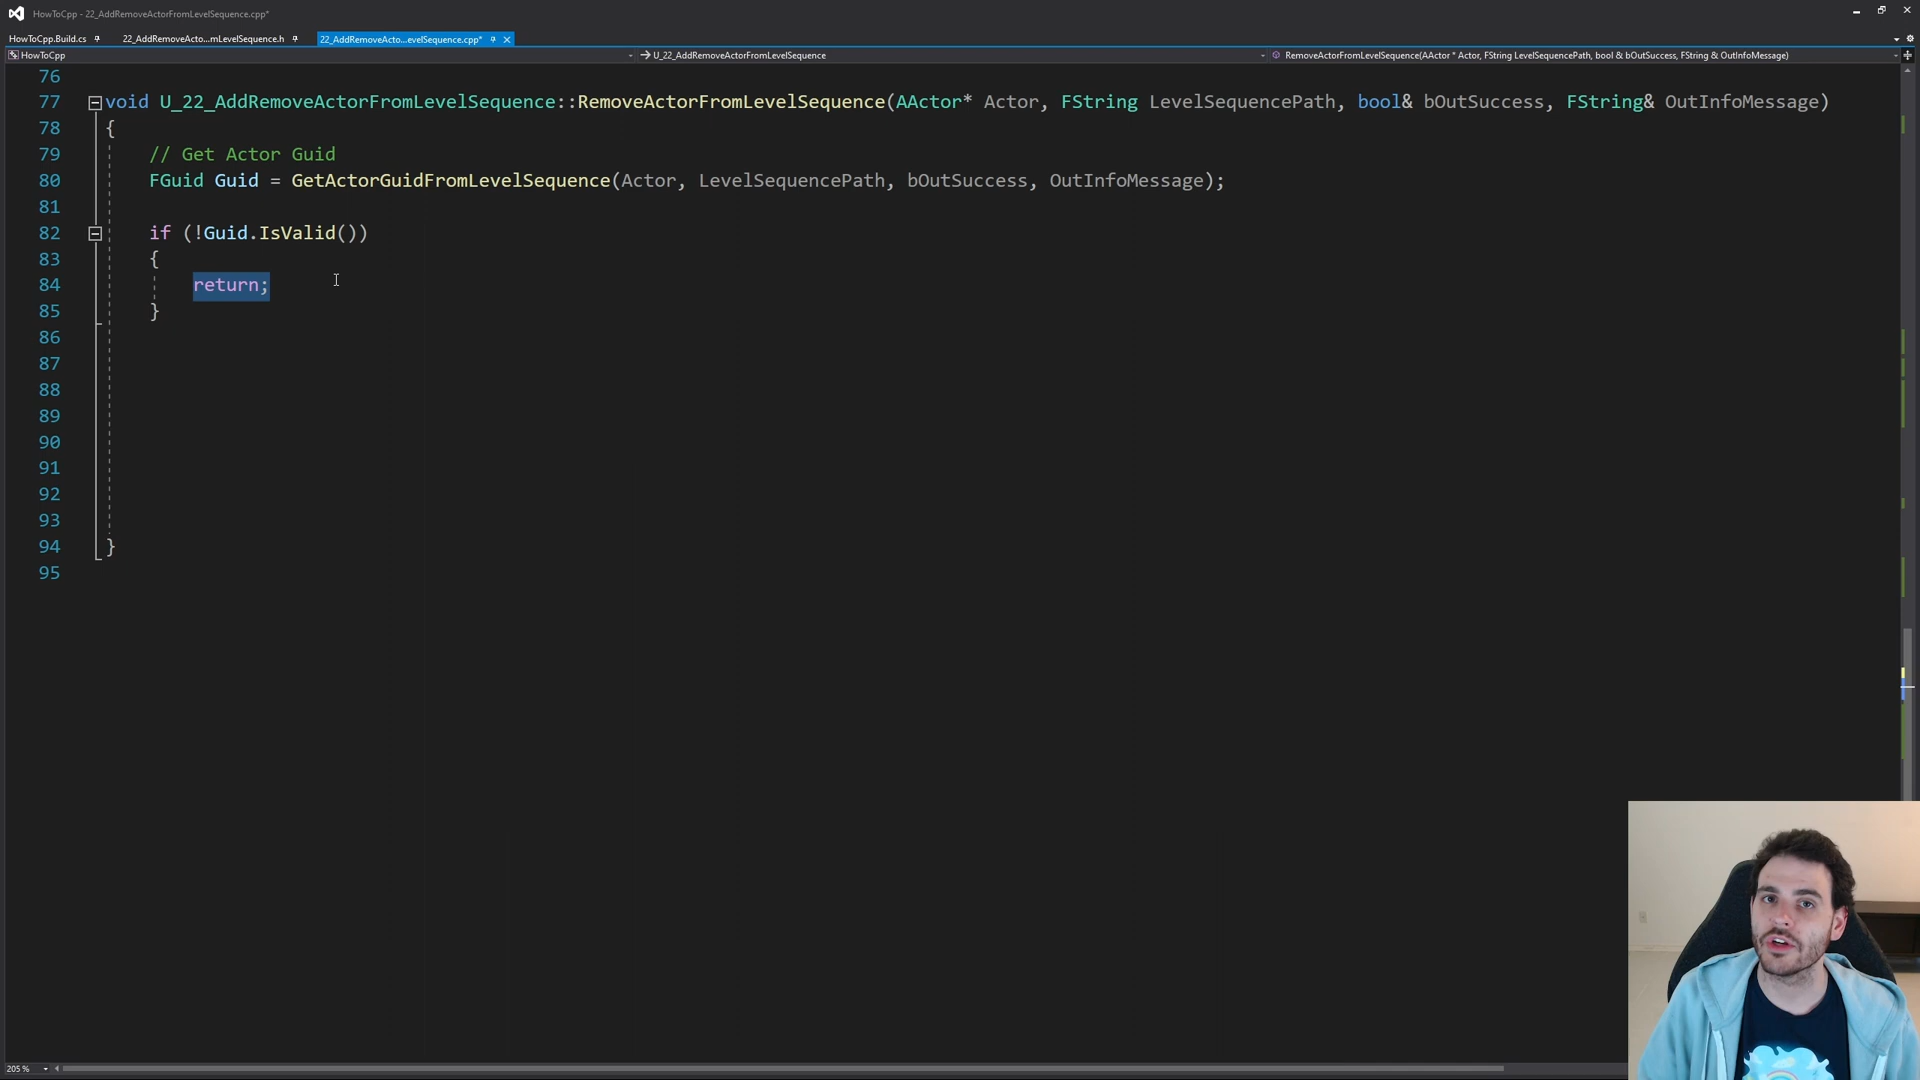 HowToCpp - 22_AddRemoveActorFromLevelSequence.cpp*
HowToCpp.Build.cs 22_AddRemoveActo...mLevelSequence.h 22_AddRemoveActo...evelSequence.cpp*
HowToCpp U_22_AddRemoveActorFromLevelSequence RemoveActorFromLevelSequence(AActor * Actor, FString LevelSequencePath, bool & bOutSuccess, FString & OutInfoMessage)
76
77 void U_22_AddRemoveActorFromLevelSequence::RemoveActorFromLevelSequence(AActor* Actor, FString LevelSequencePath, bool& bOutSuccess, FString& OutInfoMessage)
78 {
79 // Get Actor Guid
80 FGuid Guid = GetActorGuidFromLevelSequence(Actor, LevelSequencePath, bOutSuccess, OutInfoMessage);
81
82 if (!Guid.IsValid())
83 {
84 return;
85 }
86
87
88
89
90
91
92
93
94 }
95
205 %